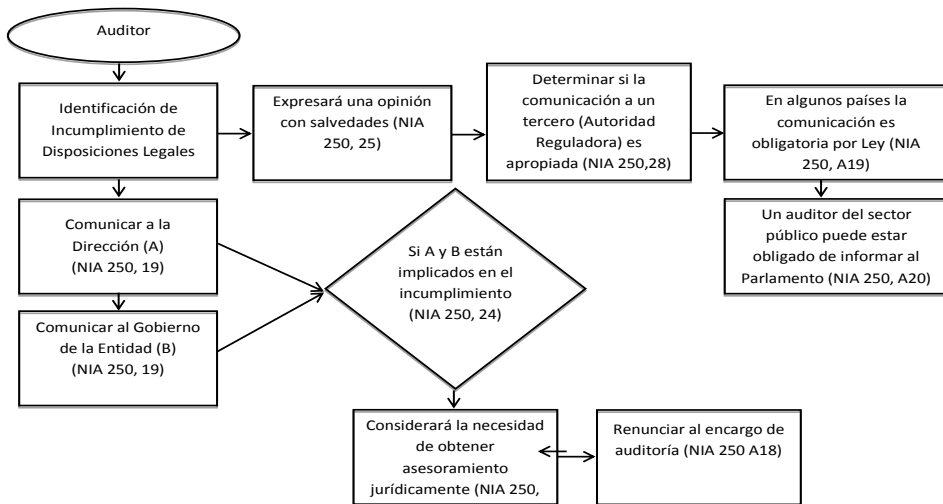 Auditor
Identificación de
Incumplimiento de
Disposiciones Legales
Expresará una opinión
con salvedades (NIA
250, 25)
Determinar si la
comunicación a un
tercero (Autoridad
Reguladora) es
apropiada (NIA 250,28)
En algunos países la
comunicación es
obligatoria por Ley (NIA
250, A19)
Un auditor del sector
público puede estar
obligado de informar al
Parlamento (NIA 250, A20)
Comunicar a la
Dirección (A)
(NIA 250, 19)
Comunicar al Gobierno
de la Entidad (B)
(NIA 250, 19)
Si A y B están
implicados en el
incumplimiento
(NIA 250, 24)
Considerará la necesidad
de obtener
asesoramiento
jurídicamente (NIA 250,
Renunciar al encargo de
auditoría (NIA 250 A18)